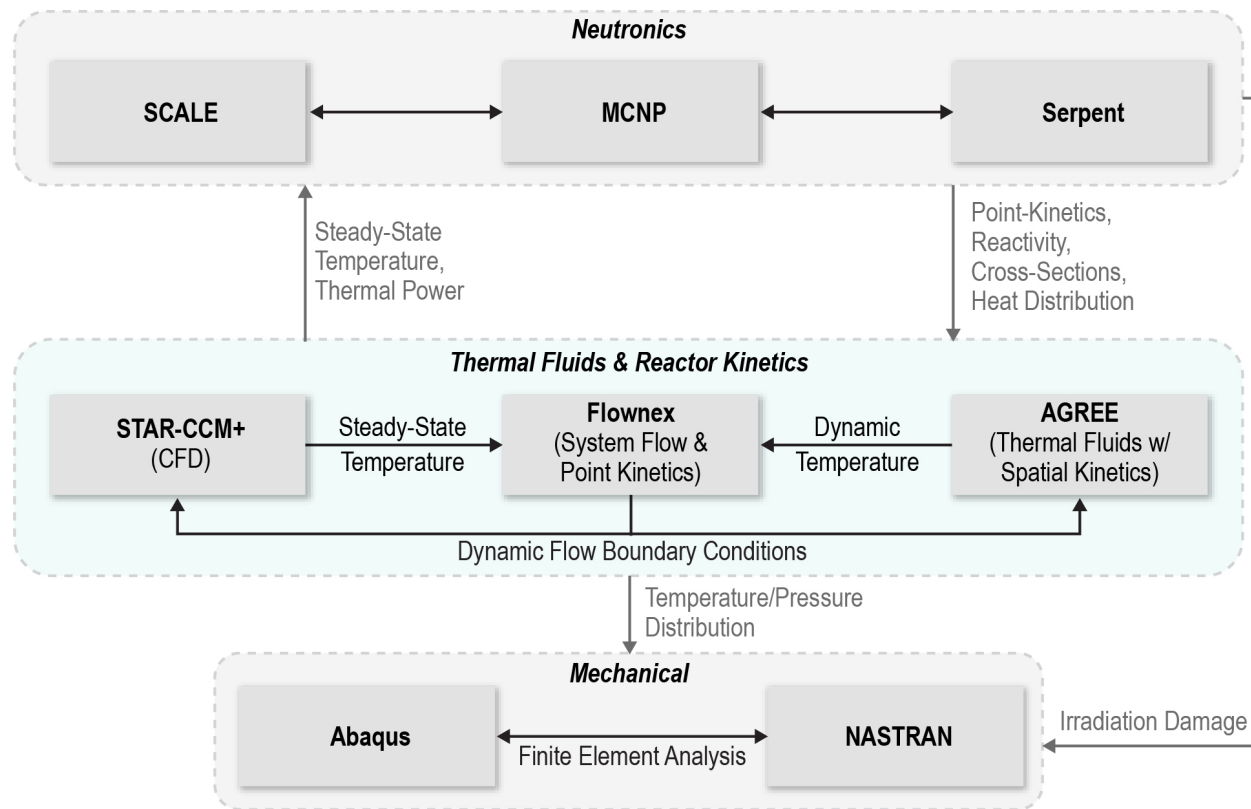 Neutronics
SCALE
MCNP
Serpent
Steady-State
Temperature,
Thermal Power
Point-Kinetics,
Reactivity,
Cross-Sections,
Heat Distribution
Thermal Fluids & Reactor Kinetics
STAR-CCM+
(CFD)
Steady-State
Temperature
Flownex
(System Flow &
Point Kinetics)
Dynamic
Temperature
AGREE
(Thermal Fluids w/
Spatial Kinetics)
Dynamic Flow Boundary Conditions
Temperature/Pressure
Distribution
Mechanical
Abaqus
Finite Element Analysis
NASTRAN
Irradiation Damage